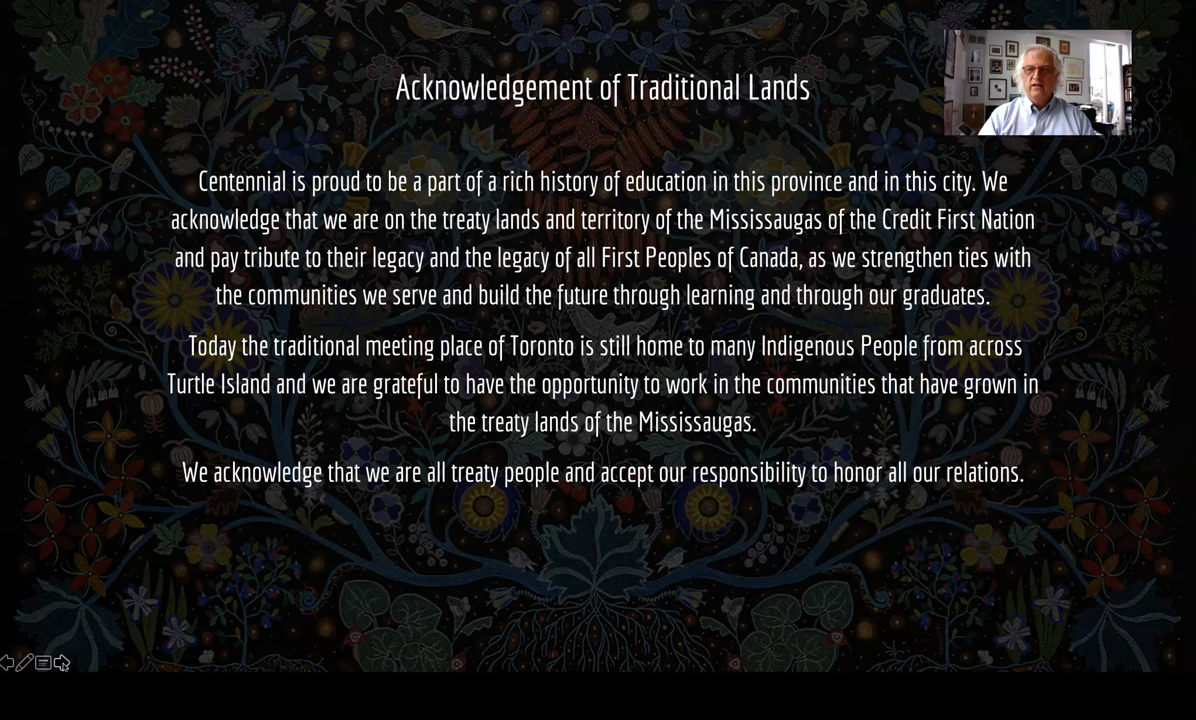 Acknowledgement of Traditional Lands
Centennial is proud to be a part of a rich history of education in this province and in this city. We
acknowledge that we are on the treaty lands and territory of the Mississaugas of the Credit First Nation
and pay tribute to their legacy and the legacy of all First Peoples of Canada, as we strengthen ties with
the communities we serve and build the future through learning and through our graduates.
Today the traditional meeting place of Toronto is still home to many Indigenous People from across
Turtle Island and we are grateful to have the opportunity to work in the communities that have grown in
the treaty lands of the Mississaugas.
We acknowledge that we are all treaty people and accept our responsibility to honor all our relations.